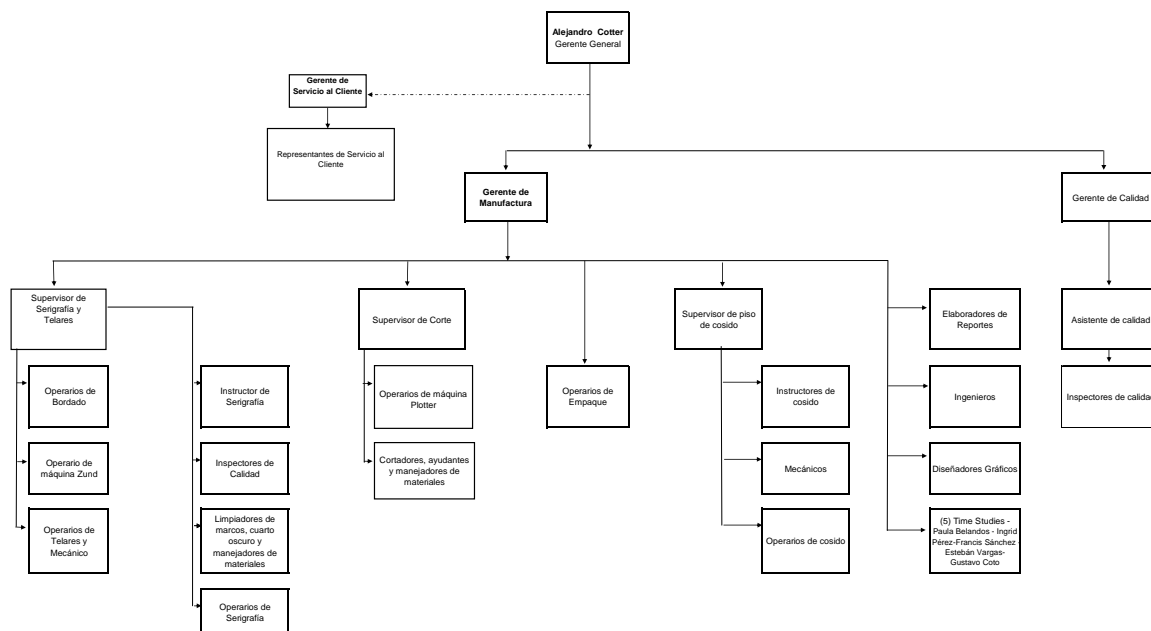 Alejandro Cotter
Gerente General
Gerente de
Servicio al Cliente
Representantes de Servicio al
Cliente
Gerente de
Manufactura
Gerente de Calidad
Supervisor de
Serigrafía y
Telares
Supervisor de Corte
Supervisor de piso
de cosido
Elaboradores de
Reportes
Asistente de calidad
Operarios de
Bordado
Instructor de
Serigrafía
Operarios de máquina
Plotter
Operarios de
Empaque
Instructores de
cosido
Ingenieros
Inspectores de calidad
Operario de
máquina Zund
Inspectores de
Calidad
Cortadores, ayudantes
y manejadores de
materiales
Mecánicos
Diseñadores Gráficos
Operarios de
Telares y
Mecánico
Limpiadores de
marcos, cuarto
oscuro y
manejadores de
materiales
Operarios de cosido
(5) Time Studies -
Paula Belandos - Ingrid
Pérez-Francis Sánchez -
Estebán Vargas-
Gustavo Coto
Operarios de
Serigrafía